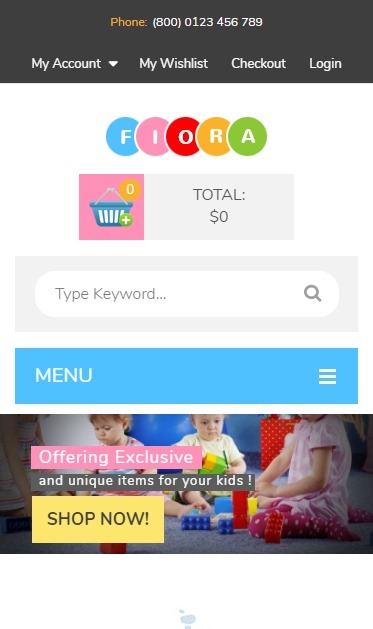 Phone: (800) 0123 456 789
My Account My Wishlist Checkout Login
FIORA
0
TOTAL:
$0
Type Keyword...
MENU
Offering Exclusive
and unique items for your kids !
SHOP NOW!